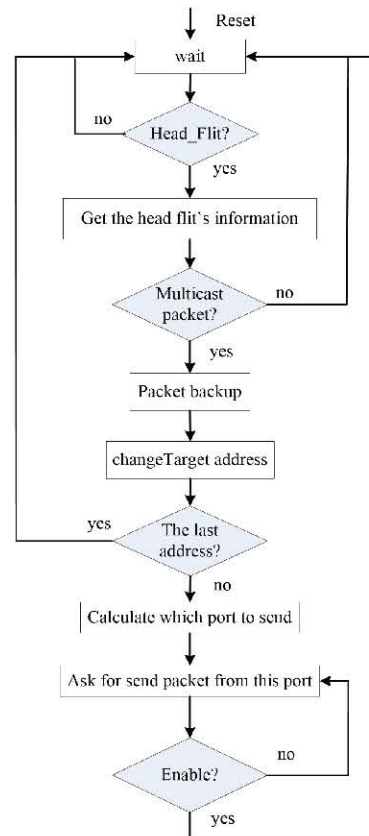 Reset
wait
no
Head_Flit?
yes
Get the head flit`s information
Multicast
packet?
no
yes
Packet backup
changeTarget address
yes
The last
address?
no
Calculate which port to send
Ask for send packet from this port
no
Enable?
yes